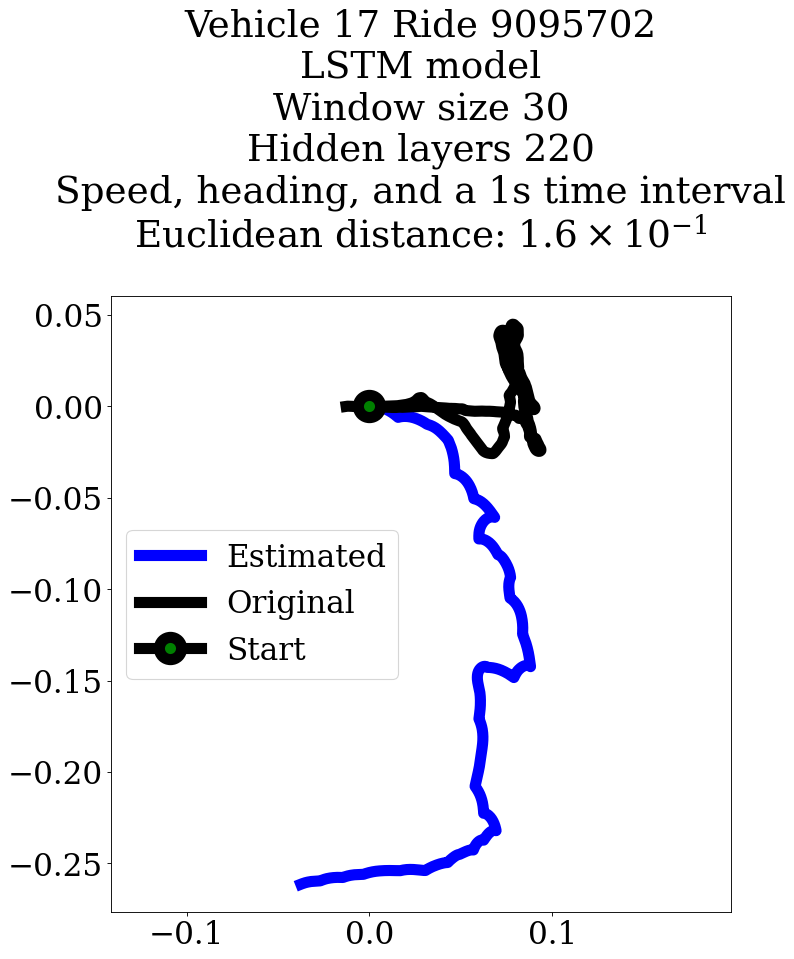 Vehicle 17 Ride 9095702
LSTM model
Window size 30
Hidden layers 220
Speed, heading, and a 1s time interval
Euclidean distance: 1.6 × 10⁻¹
0.05
0.00
−0.05
−0.10
−0.15
−0.20
−0.25
Estimated
Original
Start
−0.1 0.0 0.1